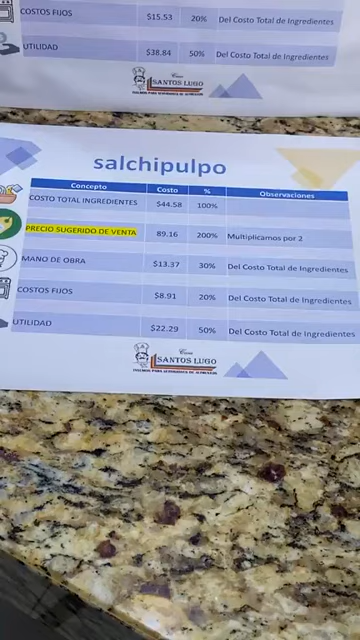 COSTOS FIJOS $15.53 20% Del Costo Total de Ingredientes
UTILIDAD $38.84 50% Del Costo Total de Ingredientes
Casa
SANTOS LUGO
salchipulpo
Concepto Costo % Observaciones
COSTO TOTAL INGREDIENTES $44.58 100%
PRECIO SUGERIDO DE VENTA 89.16 200% Multiplicamos por 2
MANO DE OBRA $13.37 30% Del Costo Total de Ingredientes
COSTOS FIJOS $8.91 20% Del Costo Total de Ingredientes
UTILIDAD $22.29 50% Del Costo Total de Ingredientes
Casa
SANTOS LUGO